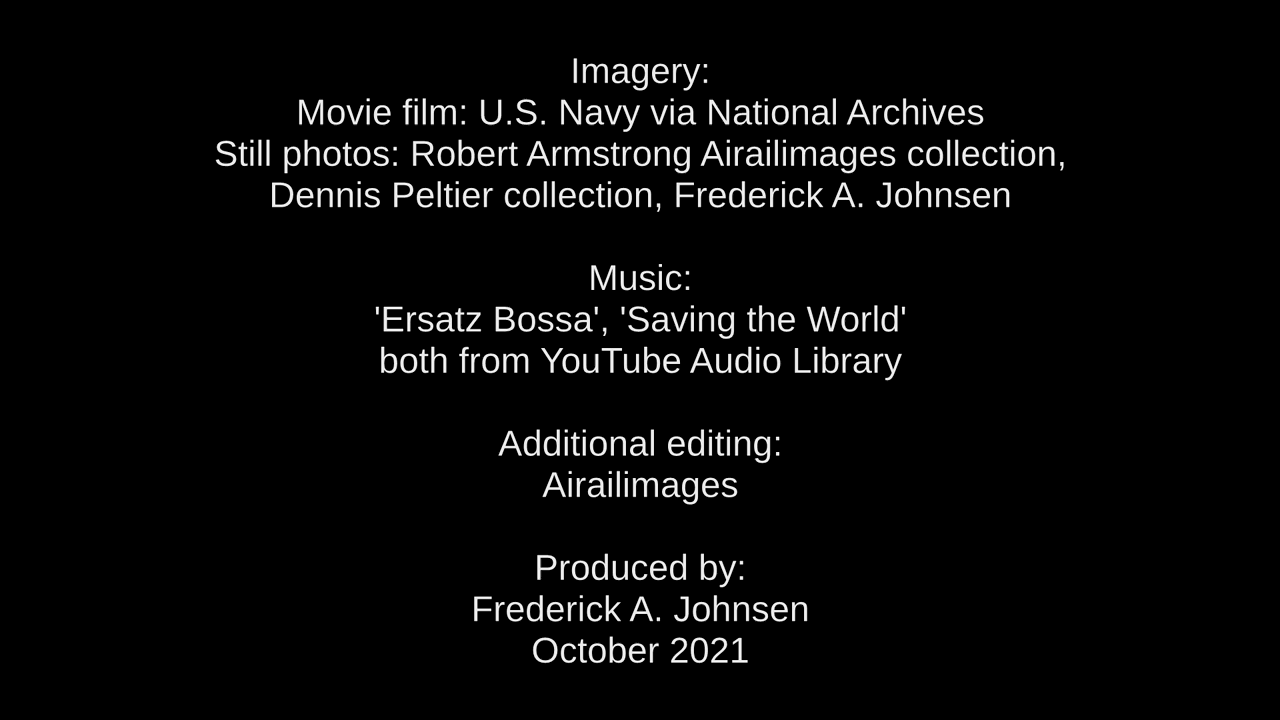 Imagery:
Movie film: U.S. Navy via National Archives
Still photos: Robert Armstrong Airailimages collection,
Dennis Peltier collection, Frederick A. Johnsen
Music:
'Ersatz Bossa', 'Saving the World'
both from YouTube Audio Library
Additional editing:
Airailimages
Produced by:
Frederick A. Johnsen
October 2021